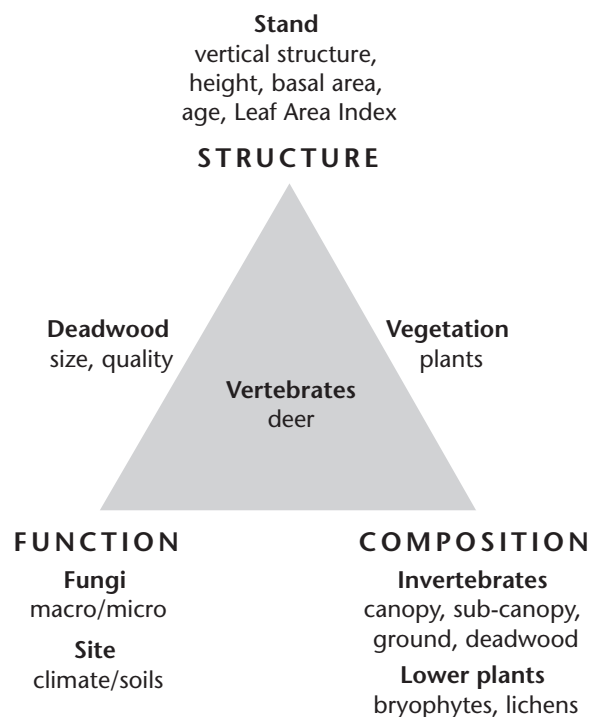 Stand
vertical structure,
height, basal area,
age, Leaf Area Index
STRUCTURE
Deadwood
size, quality
Vegetation
plants
Vertebrates
deer
FUNCTION
Fungi
macro/micro
Site
climate/soils
COMPOSITION
Invertebrates
canopy, sub-canopy,
ground, deadwood
Lower plants
bryophytes, lichens